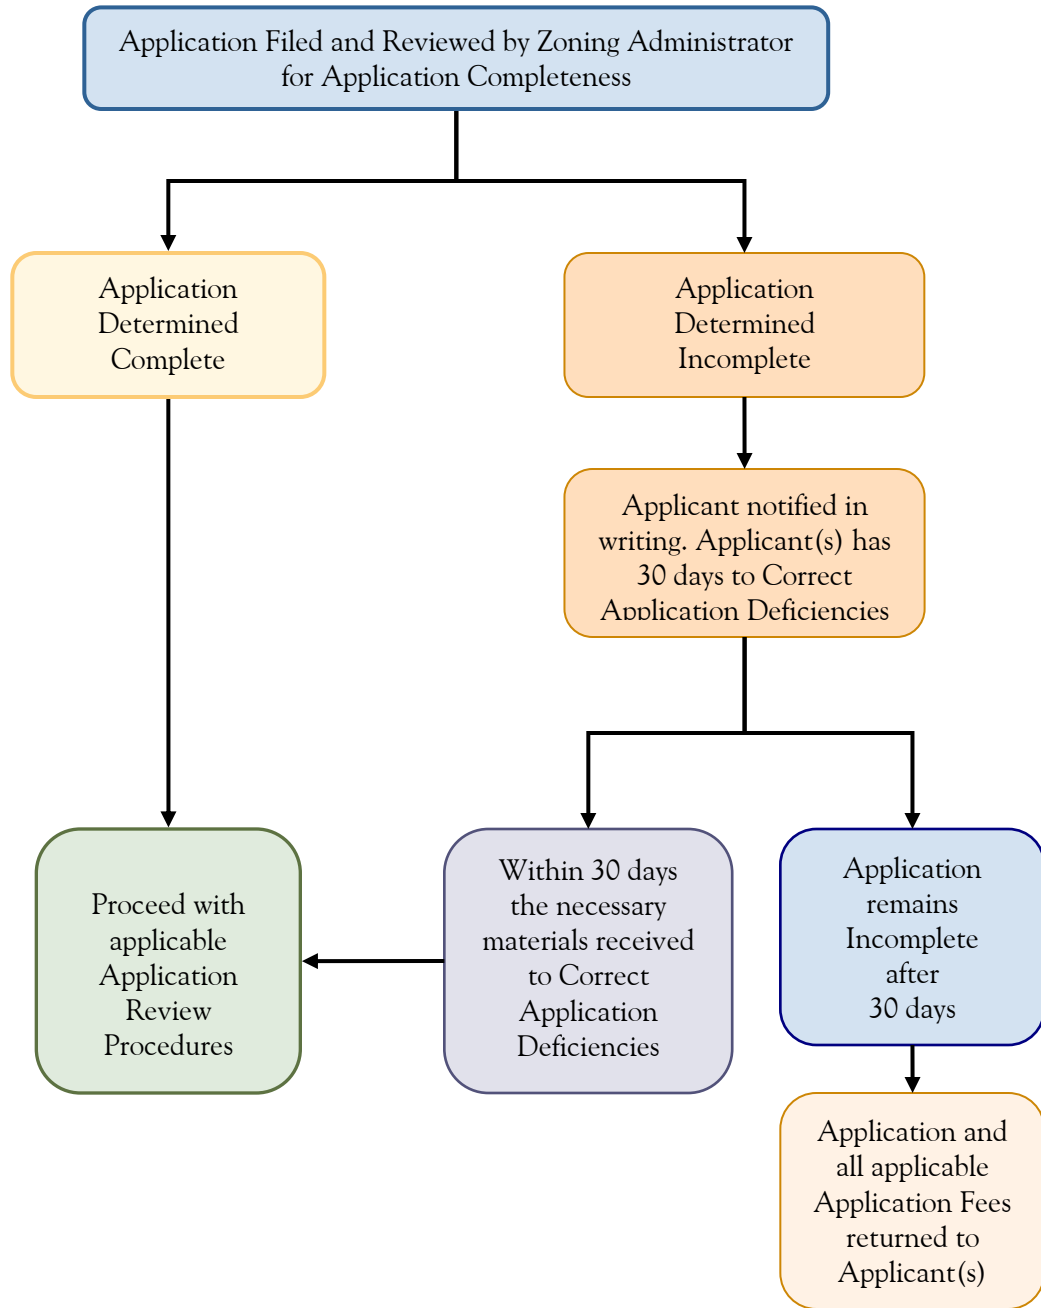 Application Filed and Reviewed by Zoning Administrator
for Application Completeness
Application
Determined
Complete
Application
Determined
Incomplete
Applicant notified in
writing. Applicant(s) has
30 days to Correct
Application Deficiencies
Proceed with
applicable
Application
Review
Procedures
Within 30 days
the necessary
materials received
to Correct
Application
Deficiencies
Application
remains
Incomplete
after
30 days
Application and
all applicable
Application Fees
returned to
Applicant(s)